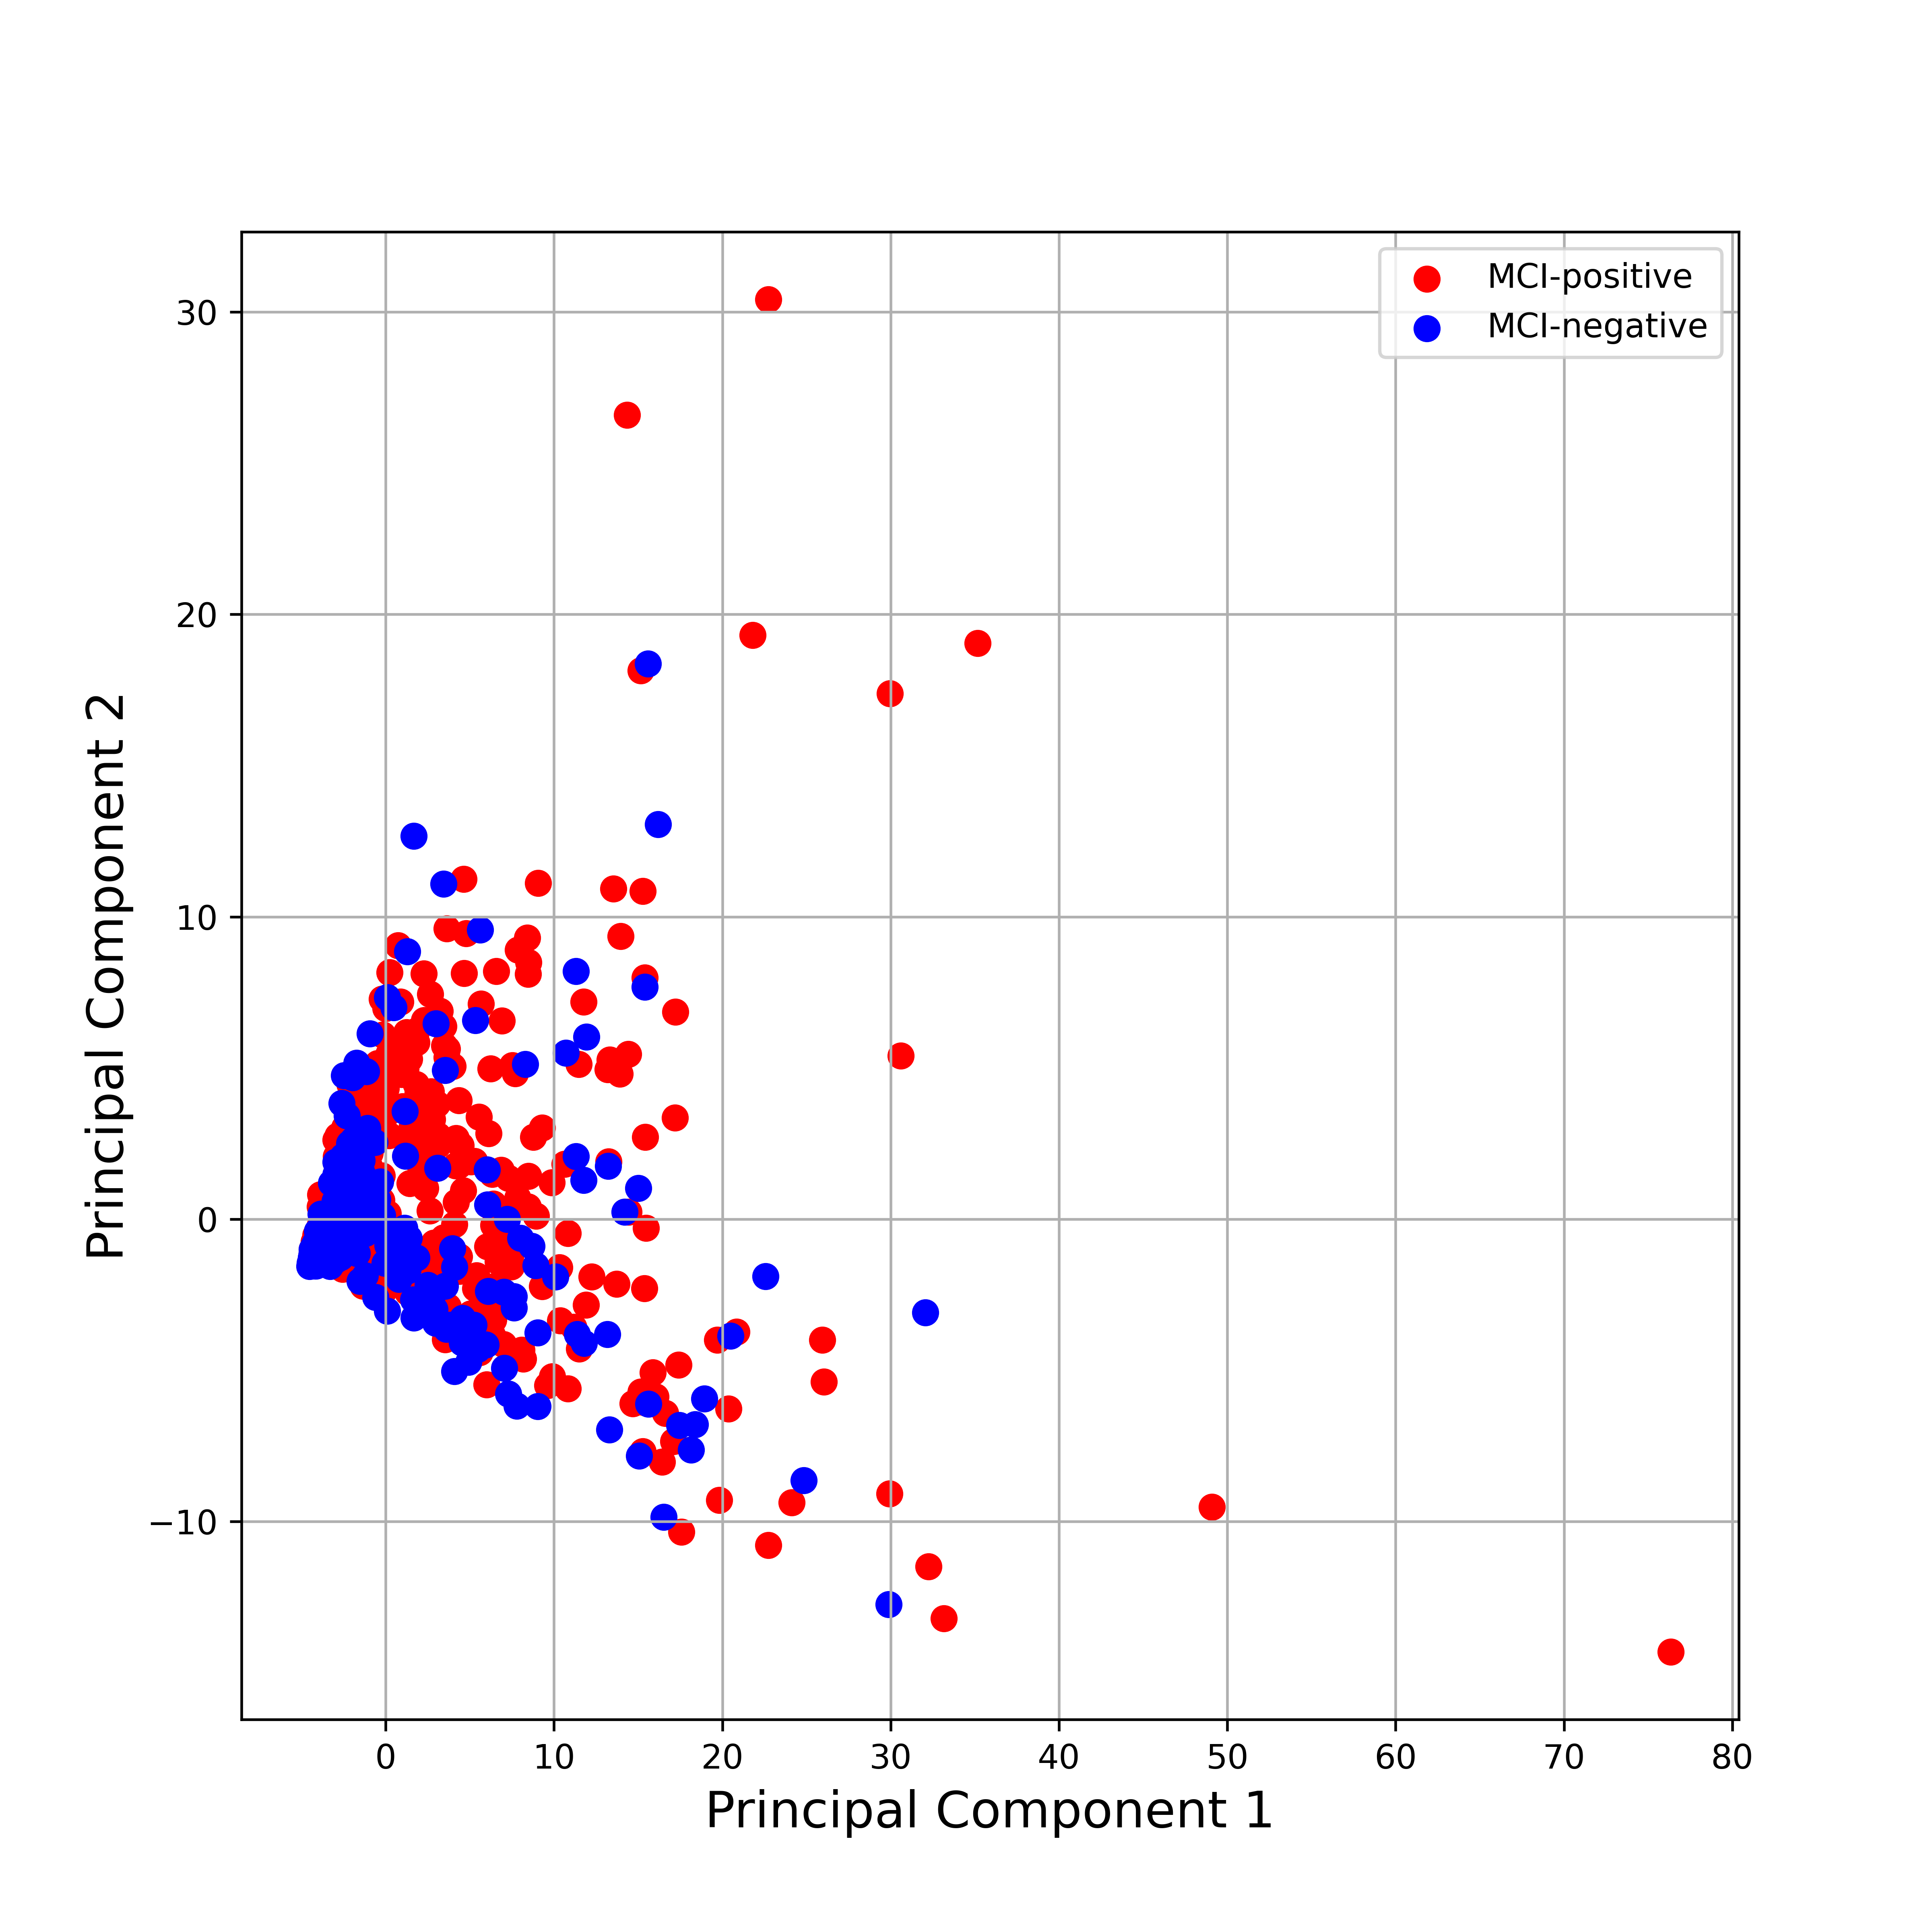 MCI-positive
MCI-negative
30
20
10
0
−10
Principal Component 2
0 10 20 30 40 50 60 70 80
Principal Component 1